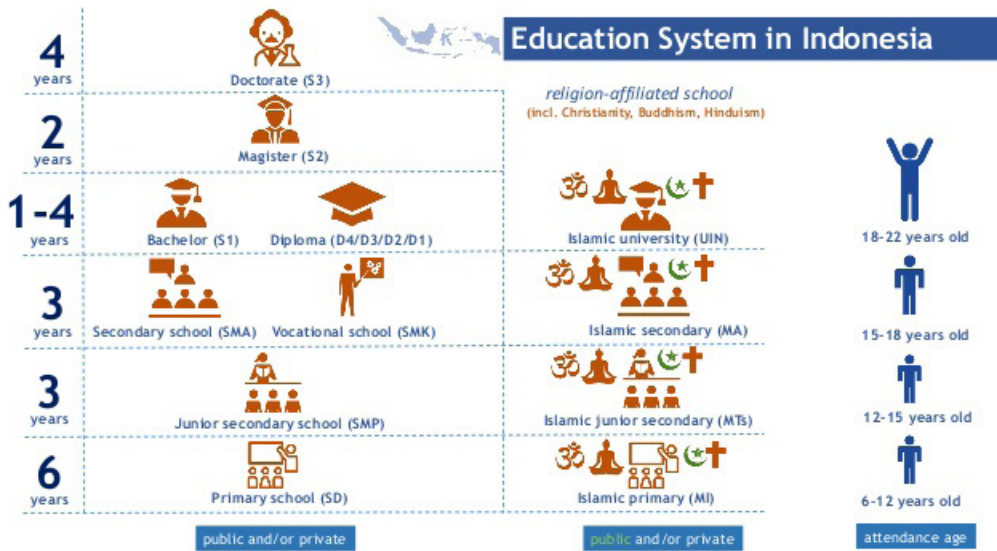 Education System in Indonesia
4
years
Doctorate (S3)
religion-affiliated school
(incl. Christianity, Buddhism, Hinduism)
2
years
Magister (S2)
1-4
years
Bachelor (S1)
Diploma (D4/D3/D2/D1)
Islamic university (UIN)
18-22 years old
3
years
Secondary school (SMA)
Vocational school (SMK)
Islamic secondary (MA)
15-18 years old
3
years
Junior secondary school (SMP)
Islamic junior secondary (MTs)
12-15 years old
6
years
Primary school (SD)
Islamic primary (MI)
6-12 years old
public and/or private
public and/or private
attendance age